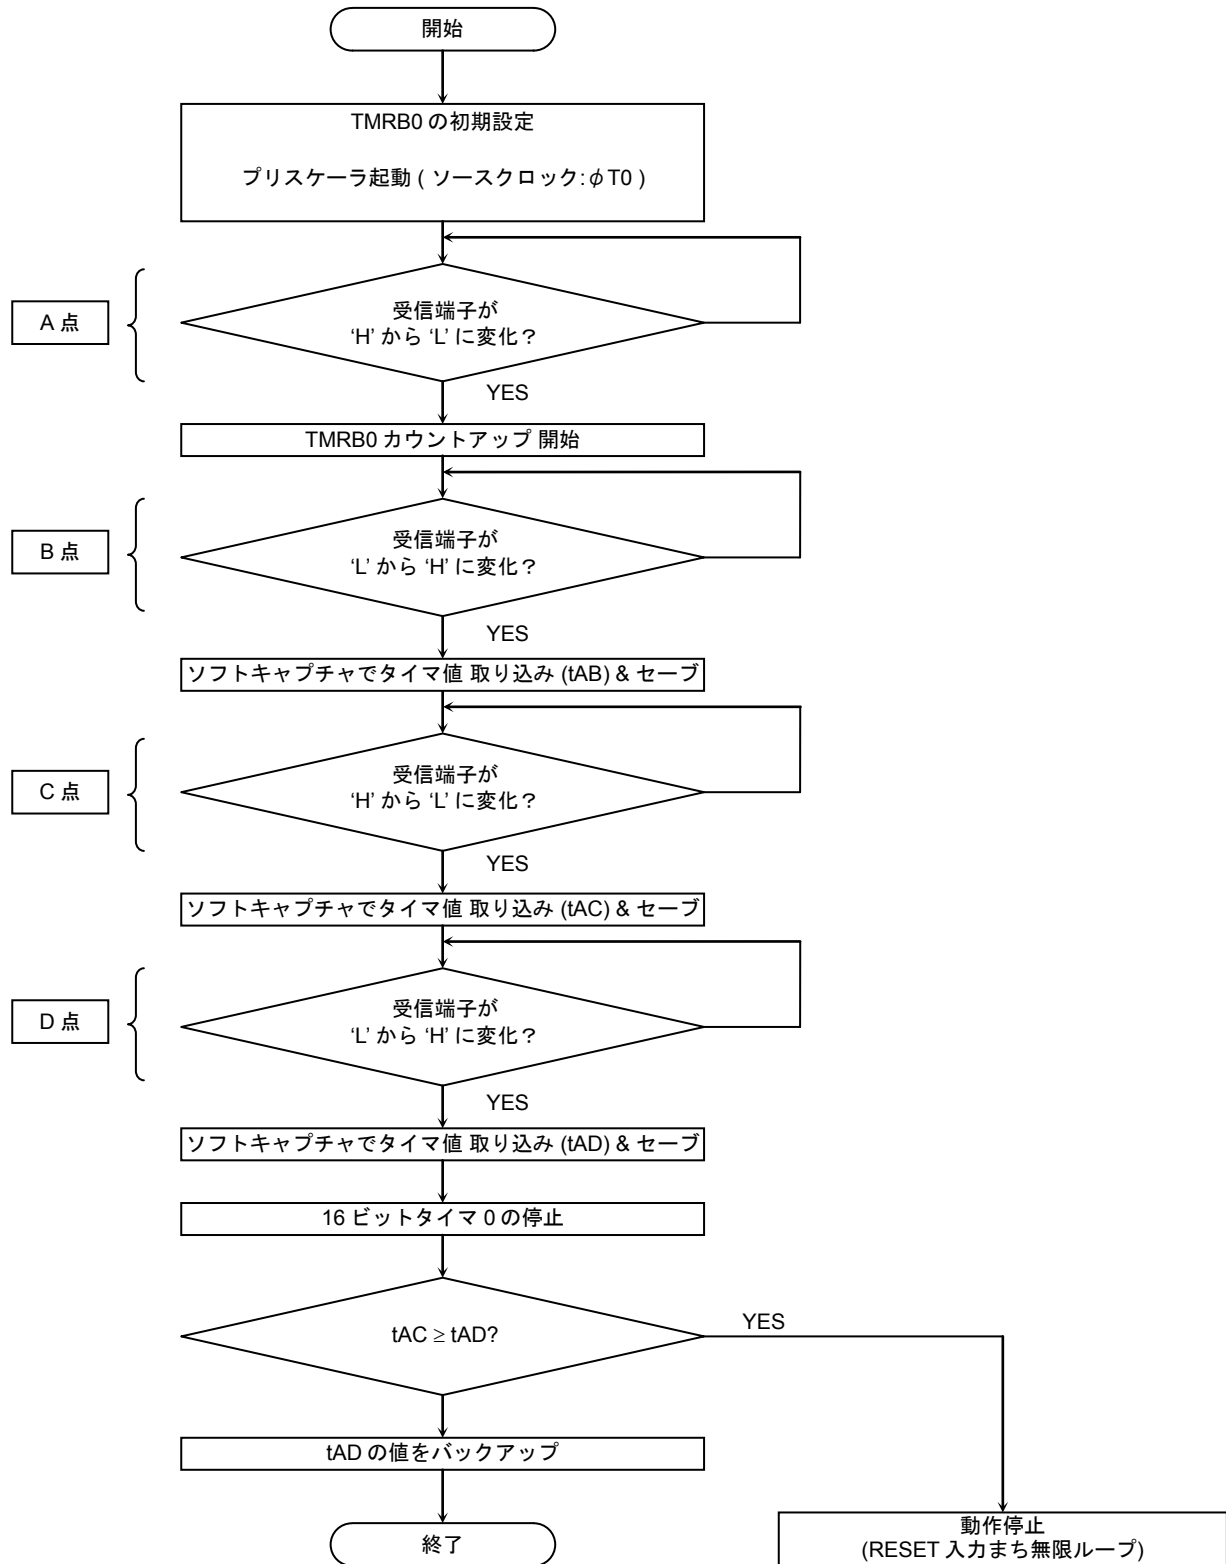 開始
TMRB0 の初期設定
プリスケーラ起動 ( ソースクロック:φT0 )
A 点
受信端子が
‘H’ から ‘L’ に変化？
YES
TMRB0 カウントアップ 開始
B 点
受信端子が
‘L’ から ‘H’ に変化？
YES
ソフトキャプチャでタイマ値 取り込み (tAB) & セーブ
C 点
受信端子が
‘H’ から ‘L’ に変化？
YES
ソフトキャプチャでタイマ値 取り込み (tAC) & セーブ
D 点
受信端子が
‘L’ から ‘H’ に変化？
YES
ソフトキャプチャでタイマ値 取り込み (tAD) & セーブ
16 ビットタイマ 0 の停止
tAC ≥ tAD?
YES
tAD の値をバックアップ
終了
動作停止
(RESET 入力まち無限ループ)